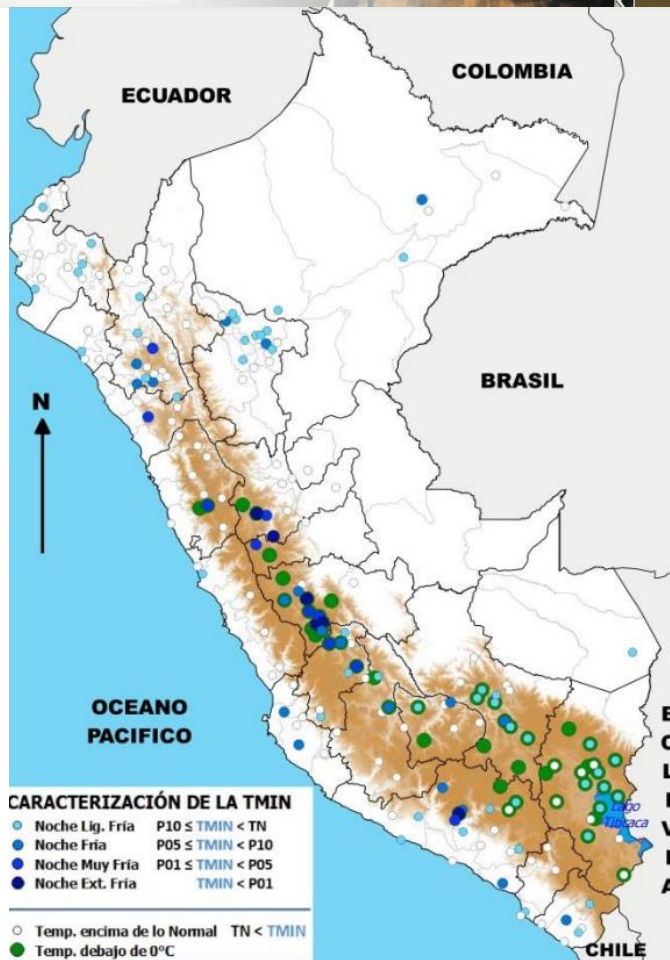 COLOMBIA
ECUADOR
BRASIL
N
OCEANO
PACIFICO
B
O
L
I
V
I
A
Lago
Titicaca
CARACTERIZACIÓN DE LA TMIN
Noche Lig. Fría P10 ≤ TMIN < TN
Noche Fría P05 ≤ TMIN < P10
Noche Muy Fría P01 ≤ TMIN < P05
Noche Ext. Fría TMIN < P01
Temp. encima de lo Normal TN < TMIN
Temp. debajo de 0°C
CHILE